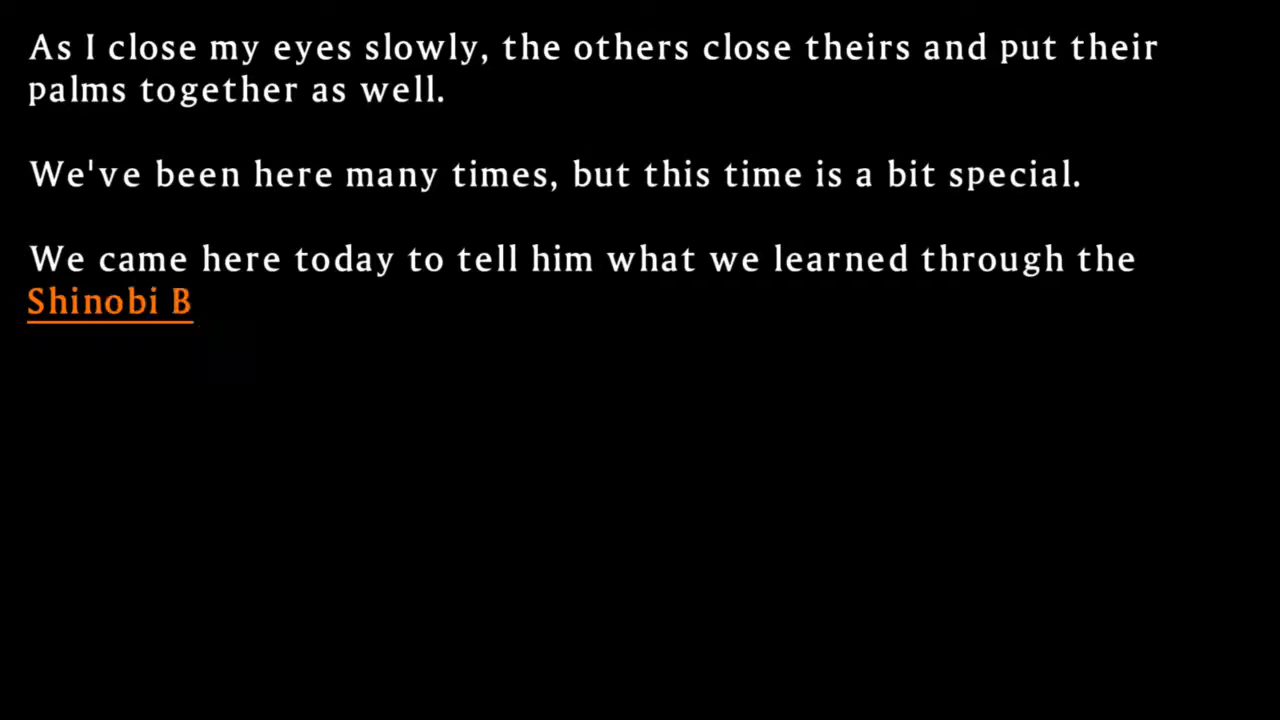 As I close my eyes slowly, the others close theirs and put their
palms together as well.
We've been here many times, but this time is a bit special.
We came here today to tell him what we learned through the
Shinobi B